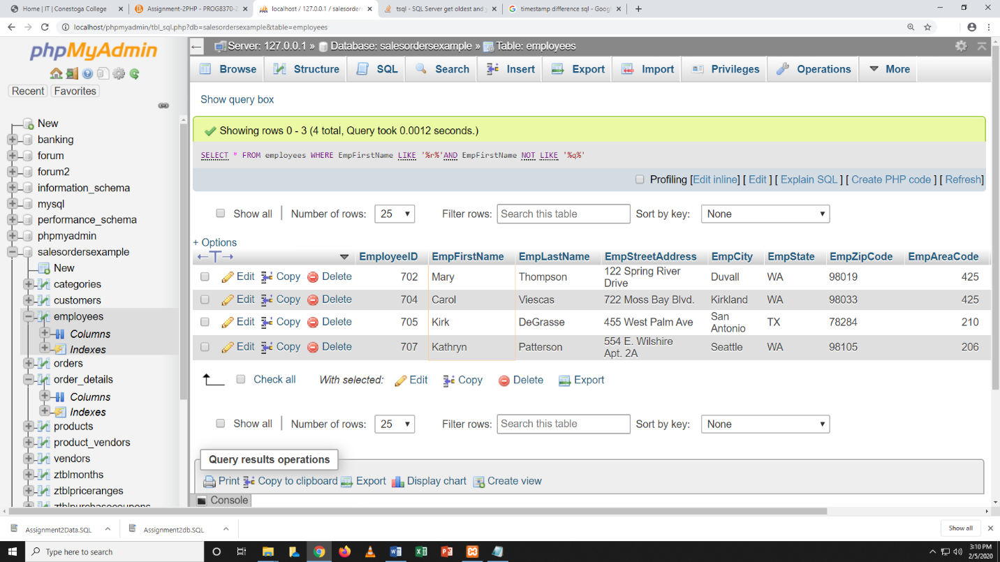 Home | IT | Conestoga College
Assignment-2PHP - PROG8370-2
localhost / 127.0.0.1 / salesorders
tsql - SQL Server get oldest and
timestamp difference sql - Goog
localhost/phpmyadmin/tbl_sql.php?db=salesordersexample&table=employees
phpMyAdmin
Recent Favorites
New
banking
forum
forum2
information_schema
mysql
performance_schema
phpmyadmin
salesordersexample
New
categories
customers
employees
Columns
Indexes
orders
order_details
Columns
Indexes
products
product_vendors
vendors
ztblmonths
ztblpriceranges
ztblpurchasecoupons
Server: 127.0.0.1 » Database: salesordersexample » Table: employees
Browse Structure SQL Search Insert Export Import Privileges Operations More
Show query box
Showing rows 0 - 3 (4 total, Query took 0.0012 seconds.)
SELECT * FROM employees WHERE EmpFirstName LIKE '%r%'AND EmpFirstName NOT LIKE '%q%'
Profiling [Edit inline] [ Edit ] [ Explain SQL ] [ Create PHP code ] [ Refresh]
Show all | Number of rows: 25 Filter rows: Search this table Sort by key: None
+ Options
EmployeeID EmpFirstName EmpLastName EmpStreetAddress EmpCity EmpState EmpZipCode EmpAreaCode
Edit Copy Delete 702 Mary Thompson 122 Spring River Drive Duvall WA 98019 425
Edit Copy Delete 704 Carol Viescas 722 Moss Bay Blvd. Kirkland WA 98033 425
Edit Copy Delete 705 Kirk DeGrasse 455 West Palm Ave San Antonio TX 78284 210
Edit Copy Delete 707 Kathryn Patterson 554 E. Wilshire Apt. 2A Seattle WA 98105 206
Check all With selected: Edit Copy Delete Export
Show all | Number of rows: 25 Filter rows: Search this table Sort by key: None
Query results operations
Print Copy to clipboard Export Display chart Create view
Console
Assignment2Data.SQL
Assignment2db.SQL
Show all
Type here to search
3:10 PM
2/5/2020